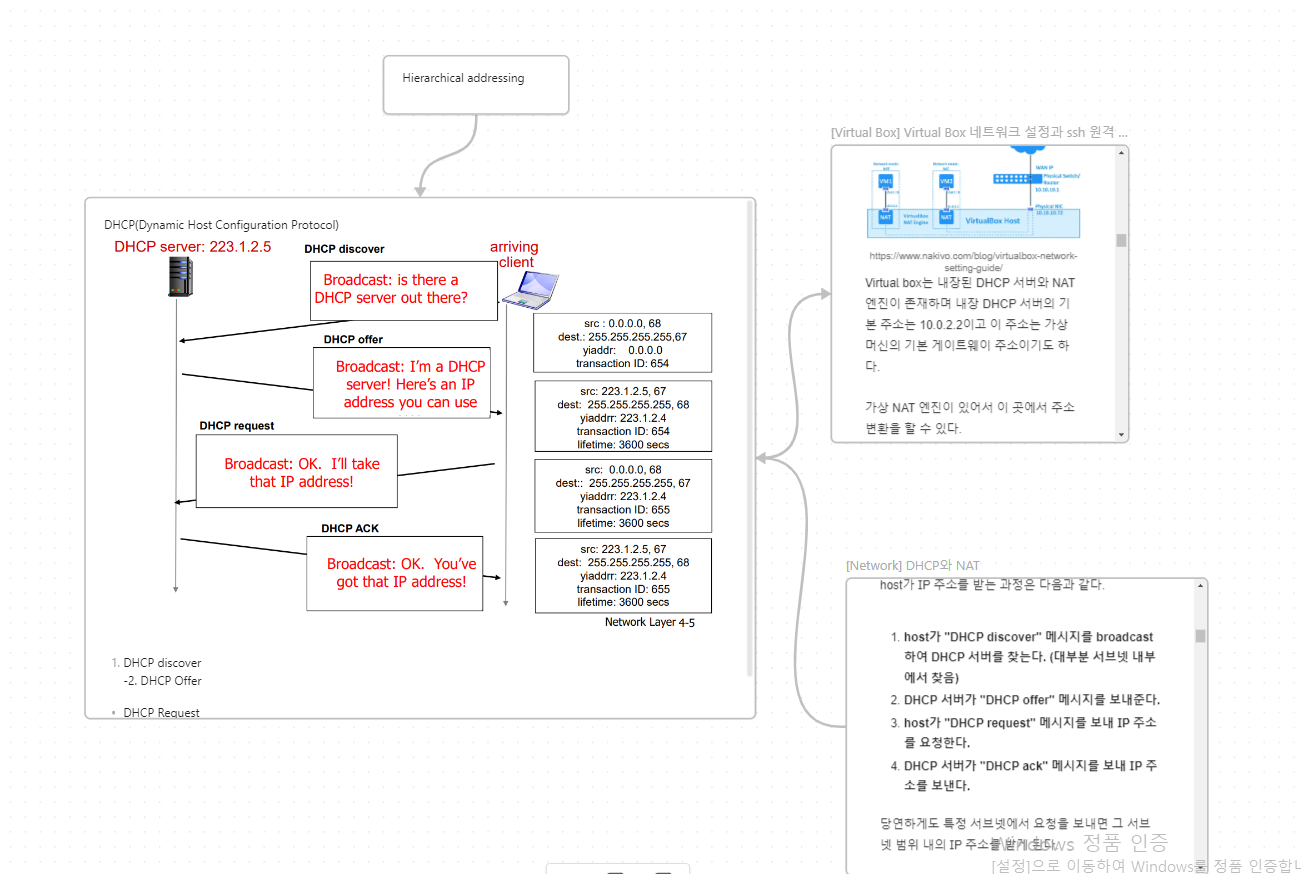 Hierarchical addressing
DHCP(Dynamic Host Configuration Protocol)
DHCP server: 223.1.2.5
DHCP discover
arriving
client
Broadcast: is there a
DHCP server out there?
src : 0.0.0.0, 68
dest.: 255.255.255.255,67
yiaddr: 0.0.0.0
transaction ID: 654
DHCP offer
Broadcast: I'm a DHCP
server! Here's an IP
address you can use
src: 223.1.2.5, 67
dest: 255.255.255.255, 68
yiaddrr: 223.1.2.4
transaction ID: 654
lifetime: 3600 secs
DHCP request
Broadcast: OK. I'll take
that IP address!
src: 0.0.0.0, 68
dest:: 255.255.255.255, 67
yiaddrr: 223.1.2.4
transaction ID: 655
lifetime: 3600 secs
DHCP ACK
Broadcast: OK. You've
got that IP address!
src: 223.1.2.5, 67
dest: 255.255.255.255, 68
yiaddrr: 223.1.2.4
transaction ID: 655
lifetime: 3600 secs
Network Layer 4-5
1. DHCP discover
-2. DHCP Offer
• DHCP Request
[Virtual Box] Virtual Box 네트워크 설정과 ssh 원격 ...
WAN IP
Physical Switch/
Router
10.10.10.1
VM1
VM2
NAT
NAT
VirtualBox
NAT Engine
VirtualBox Host
Physical NIC
https://www.nakivo.com/blog/virtualbox-network-
setting-guide/
Virtual box는 내장된 DHCP 서버와 NAT
엔진이 존재하며 내장 DHCP 서버의 기
본 주소는 10.0.2.2이고 이 주소는 가상
머신의 기본 게이트웨이 주소이기도 하
다.
가상 NAT 엔진이 있어서 이 곳에서 주소
변환을 할 수 있다.
[Network] DHCP와 NAT
host가 IP 주소를 받는 과정은 다음과 같다.
1. host가 "DHCP discover" 메시지를 broadcast
하여 DHCP 서버를 찾는다. (대부분 서브넷 내부
에서 찾음)
2. DHCP 서버가 "DHCP offer" 메시지를 보내준다.
3. host가 "DHCP request" 메시지를 보내 IP 주소
를 요청한다.
4. DHCP 서버가 "DHCP ack" 메시지를 보내 IP 주
소를 보낸다.
당연하게도 특정 서브넷에서 요청을 보내면 그 서브
넷 범위 내의 IP 주소를 받게 된다.
Windows 정품 인증
[설정]으로 이동하여 Windows를 정품 인증합니